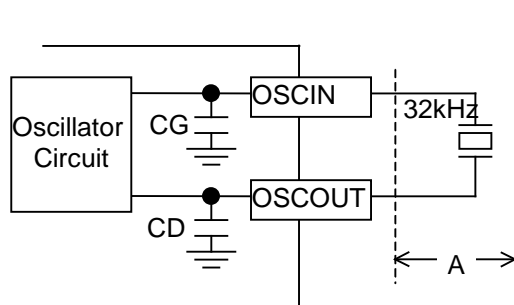 OSCIN
32kHz
Oscillator
Circuit
CG
OSCOUT
CD
A